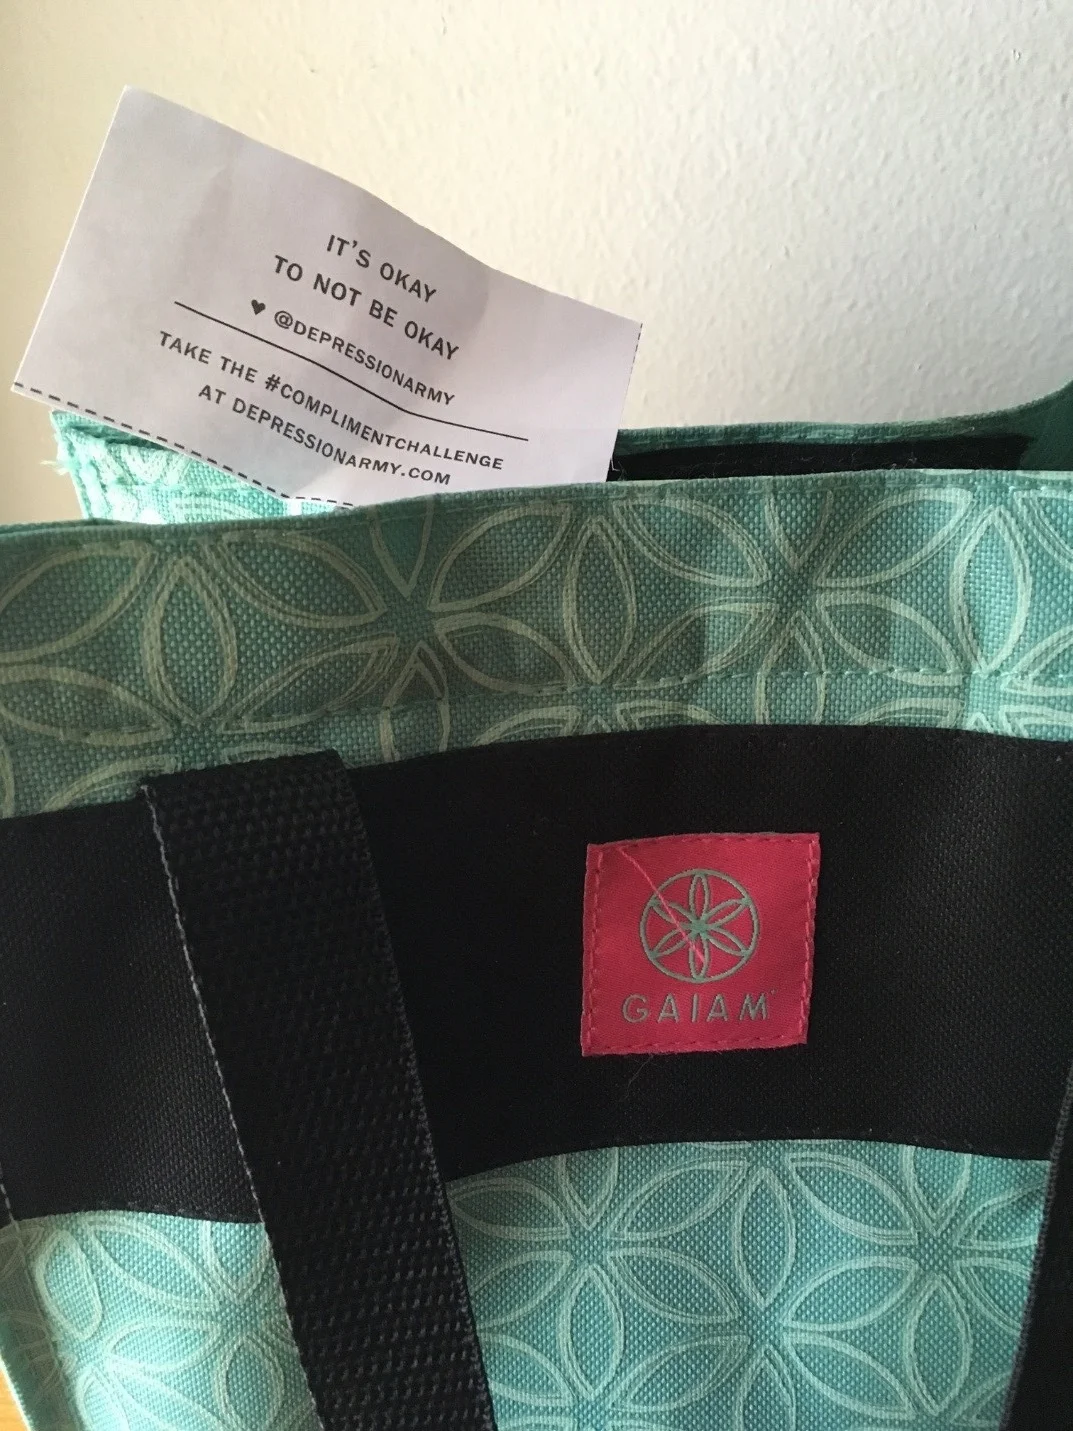 IT'S OKAY
TO NOT BE OKAY
♥ @DEPRESSIONARMY
TAKE THE #COMPLIMENTCHALLENGE
AT DEPRESSIONARMY.COM
GAIAM